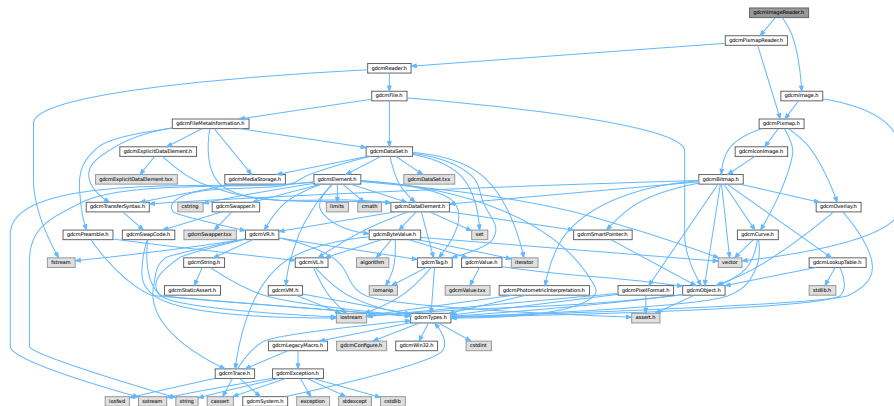 gdcmImageReader.h
gdcmPixmapReader.h
gdcmReader.h
gdcmFile.h
gdcmImage.h
gdcmFileMetaInformation.h
gdcmPixmap.h
gdcmExplicitDataElement.h
gdcmDataSet.h
gdcmIconImage.h
gdcmExplicitDataElement.txx
gdcmMediaStorage.h
gdcmElement.h
gdcmDataSet.txx
gdcmBitmap.h
gdcmTransferSyntax.h
cstring
gdcmSwapper.h
limits
cmath
gdcmDataElement.h
gdcmOverlay.h
gdcmPreamble.h
gdcmSwapCode.h
gdcmSwapper.txx
gdcmVR.h
gdcmByteValue.h
set
gdcmSmartPointer.h
gdcmCurve.h
fstream
gdcmString.h
gdcmVL.h
algorithm
gdcmTag.h
gdcmValue.h
iterator
vector
gdcmLookupTable.h
gdcmStaticAssert.h
gdcmVM.h
iomanip
gdcmValue.txx
gdcmPhotometricInterpretation.h
gdcmPixelFormat.h
gdcmObject.h
stdlib.h
iostream
gdcmTypes.h
assert.h
gdcmLegacyMacro.h
gdcmConfigure.h
gdcmWin32.h
cstdint
gdcmTrace.h
gdcmException.h
iosfwd
sstream
string
cassert
gdcmSystem.h
exception
stdexcept
cstdlib